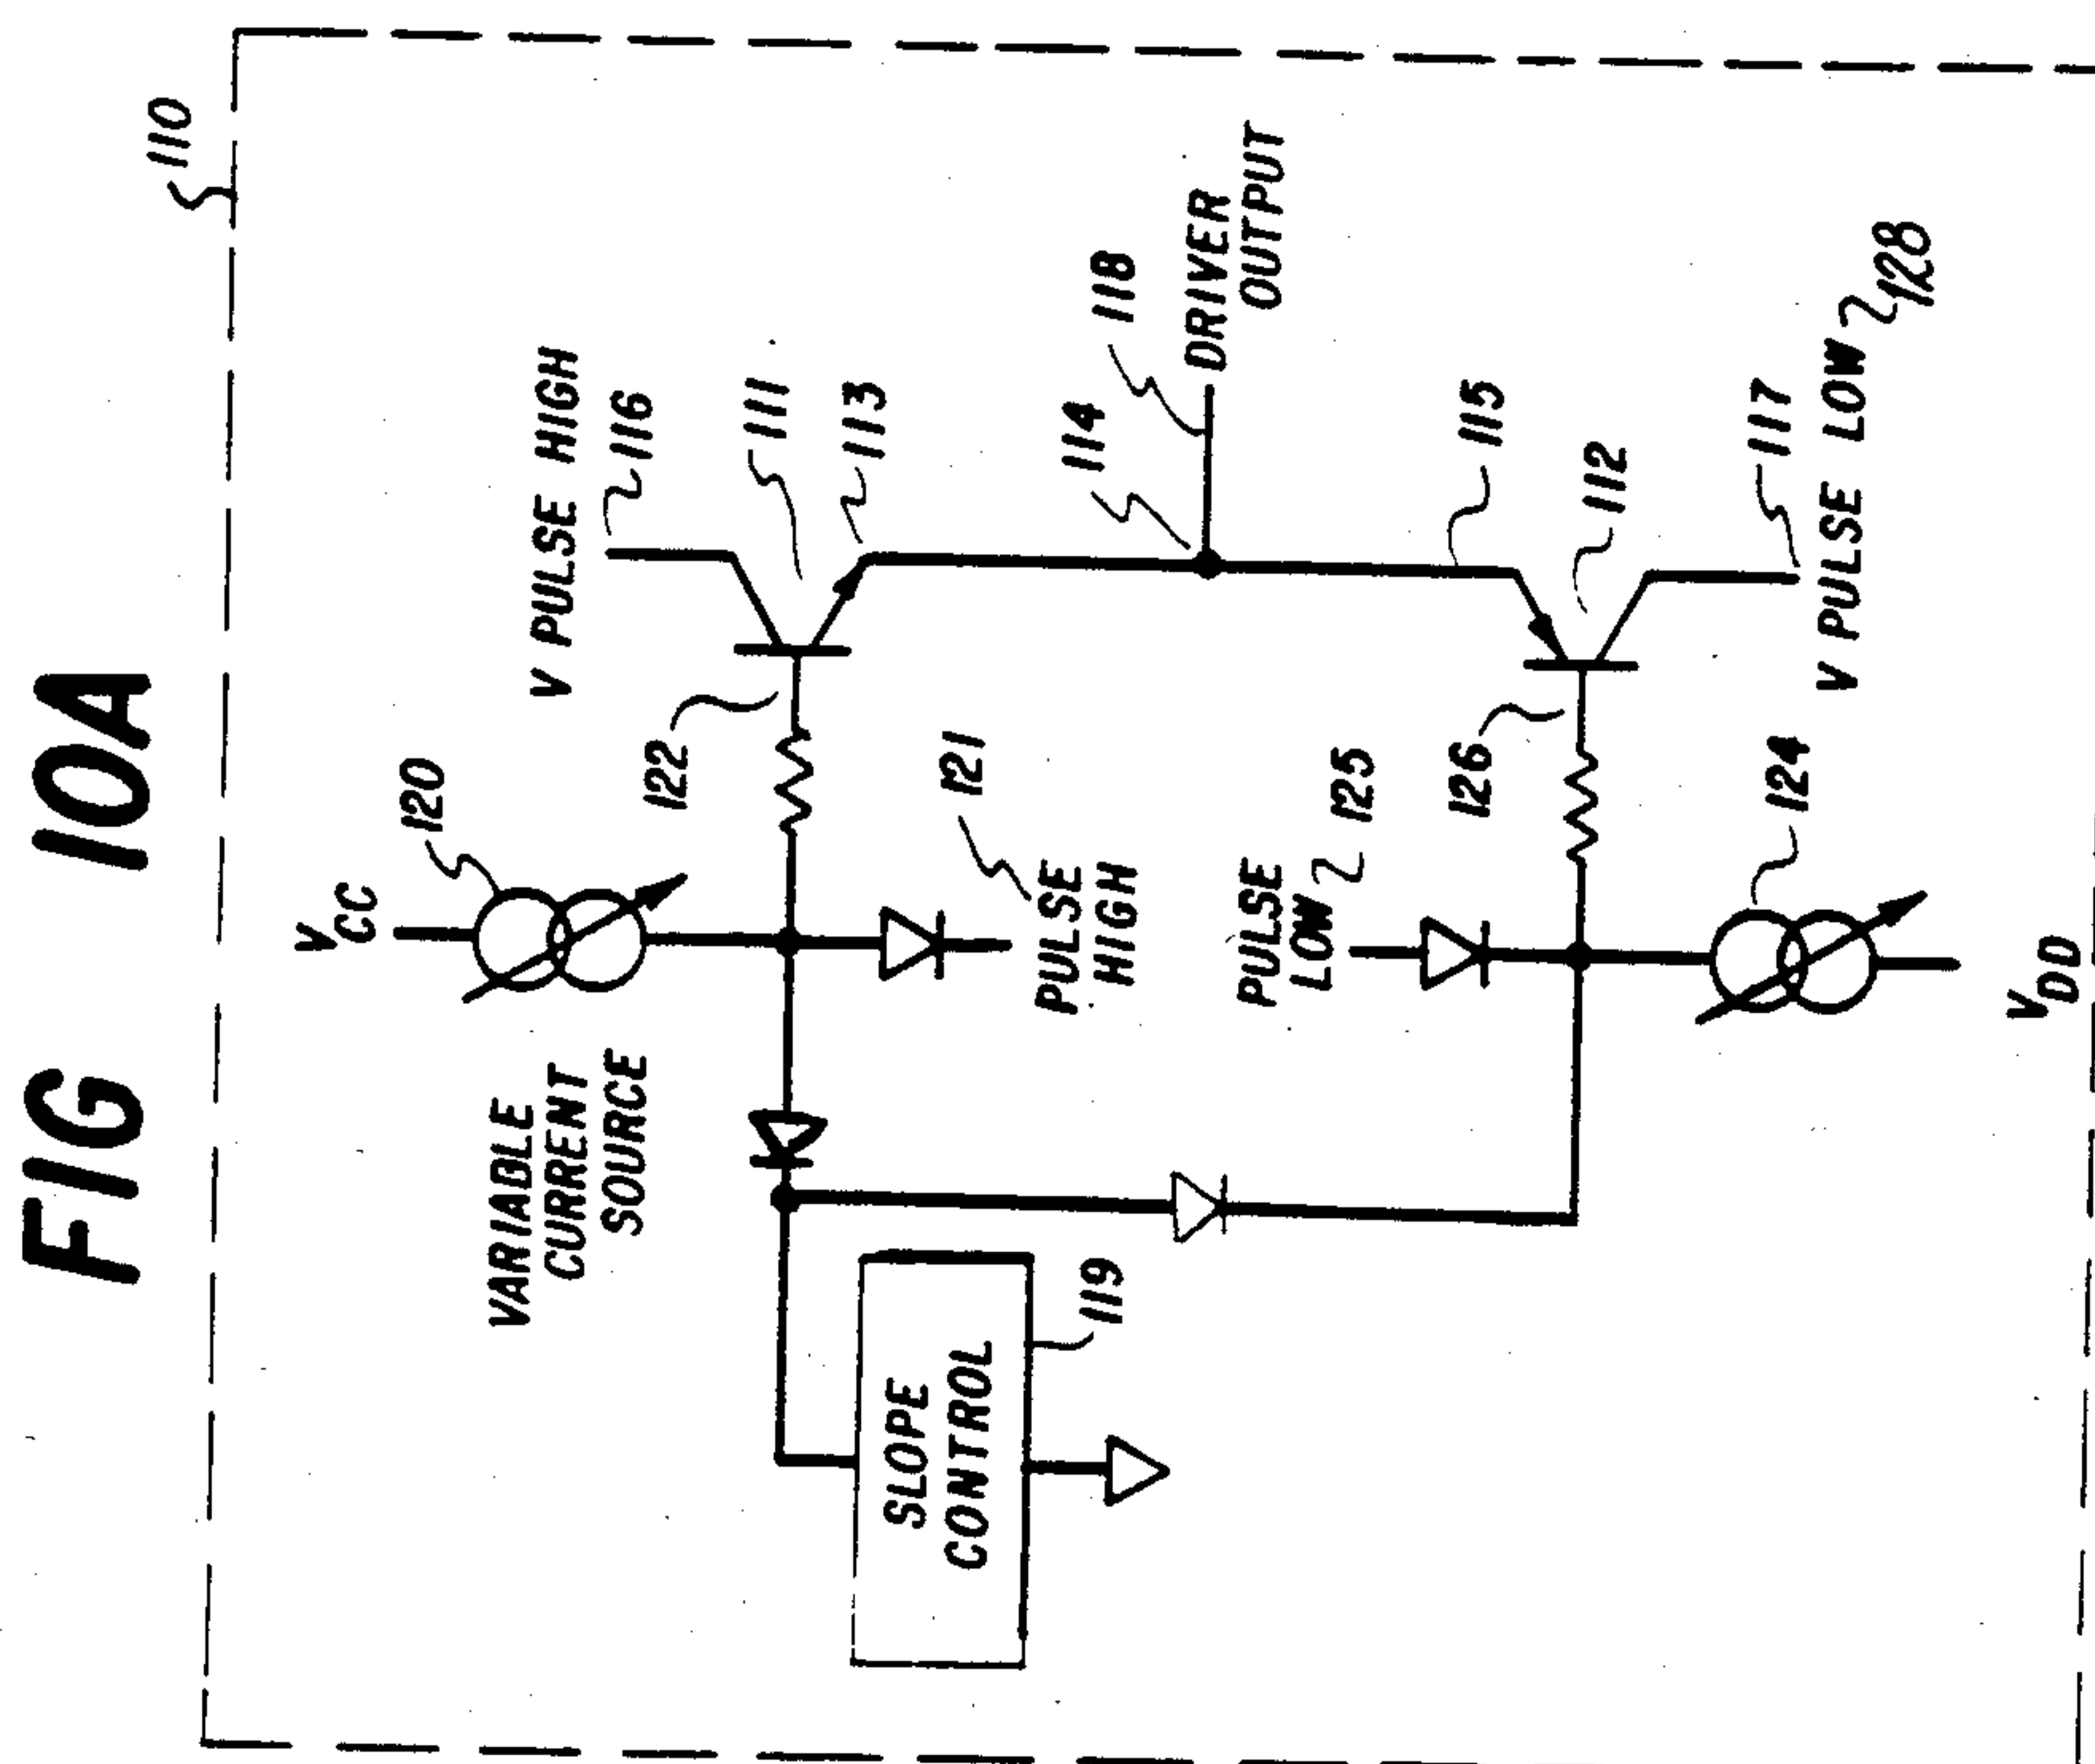 FIG 10A
110
VCC
120
VARIABLE
CURRENT
SOURCE
V PULSE HIGH
116
122
111
113
121
PULSE
HIGH
SLOPE
CONTROL
119
114
118
DRIVER
OUTPUT
PULSE
LOW
125
126
115
112
124
117
V PULSE LOW
128
VDD